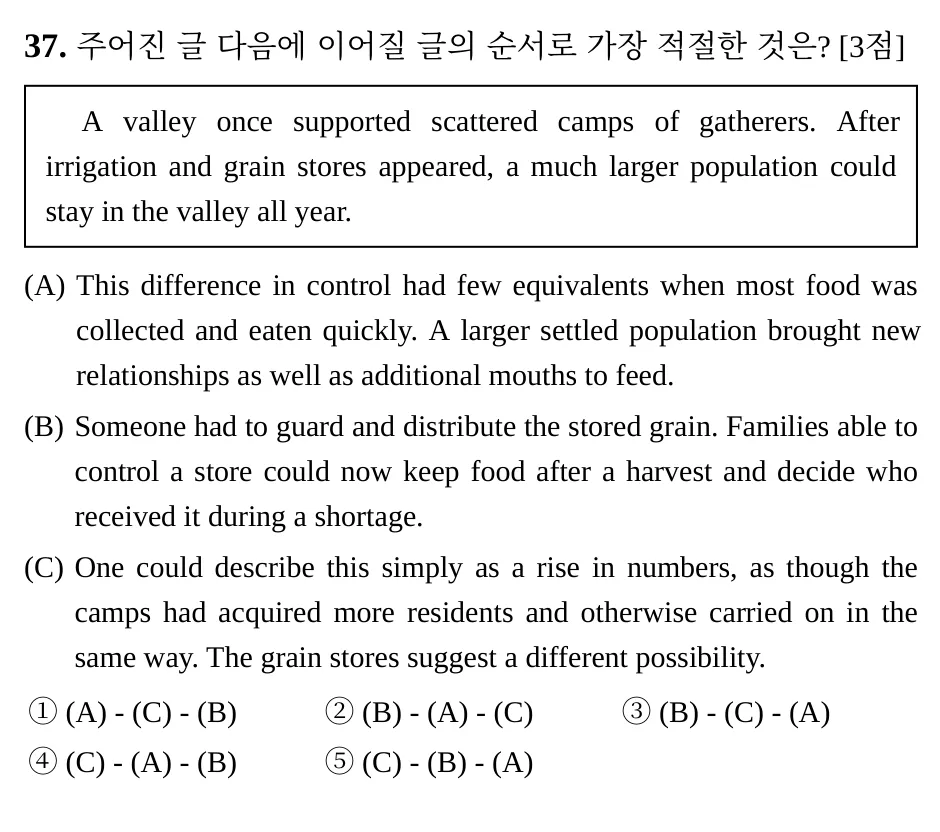 37. 주어진 글 다음에 이어질 글의 순서로 가장 적절한 것은? [3점]
A valley once supported scattered camps of gatherers. After
irrigation and grain stores appeared, a much larger population could
stay in the valley all year.
(A) This difference in control had few equivalents when most food was
collected and eaten quickly. A larger settled population brought new
relationships as well as additional mouths to feed.
(B) Someone had to guard and distribute the stored grain. Families able to
control a store could now keep food after a harvest and decide who
received it during a shortage.
(C) One could describe this simply as a rise in numbers, as though the
camps had acquired more residents and otherwise carried on in the
same way. The grain stores suggest a different possibility.
① (A) - (C) - (B) ② (B) - (A) - (C) ③ (B) - (C) - (A)
④ (C) - (A) - (B) ⑤ (C) - (B) - (A)